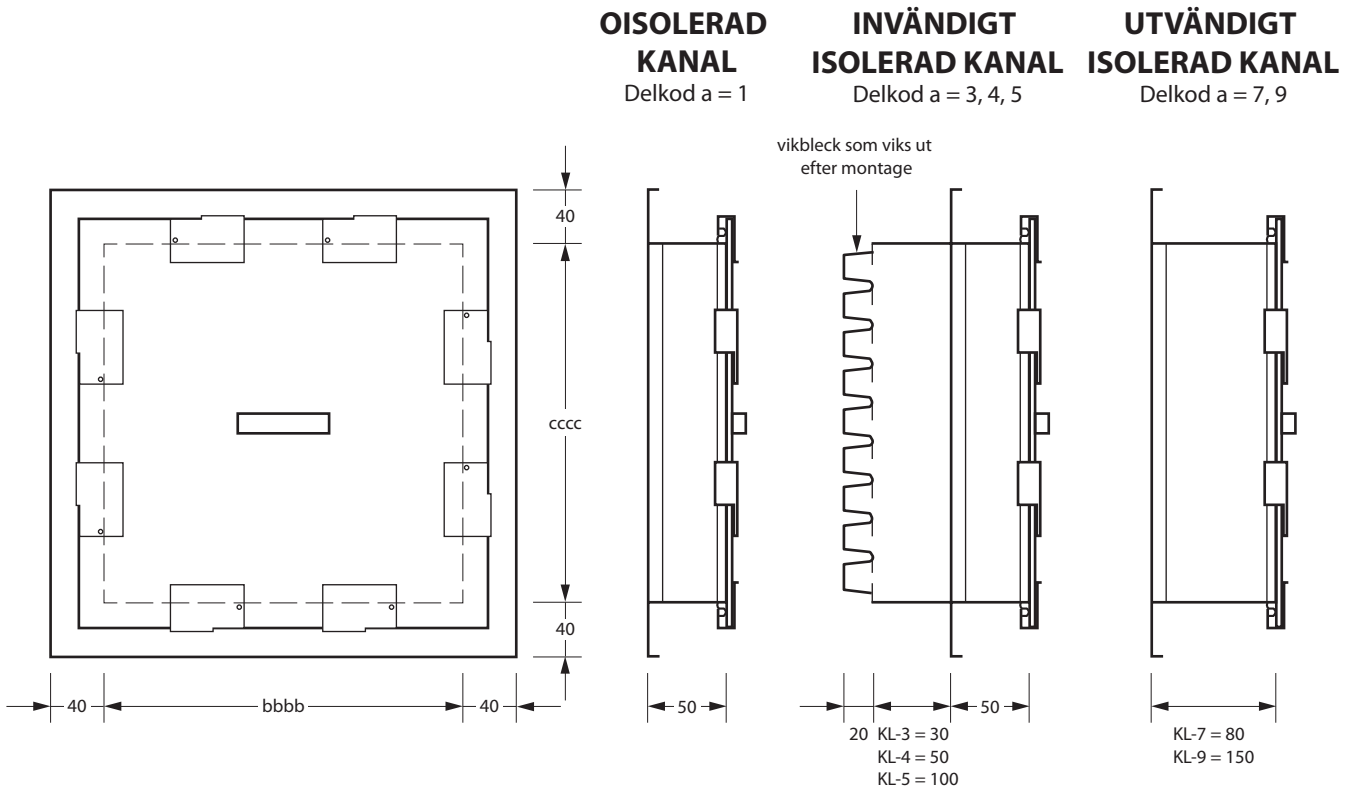 OISOLERAD
KANAL
Delkod a = 1
INVÄNDIGT
ISOLERAD KANAL
Delkod a = 3, 4, 5
UTVÄNDIGT
ISOLERAD KANAL
Delkod a = 7, 9
vikbleck som viks ut
efter montage
40
cccc
40
40
bbbb
40
50
50
20
KL-3 = 30
KL-4 = 50
KL-5 = 100
KL-7 = 80
KL-9 = 150